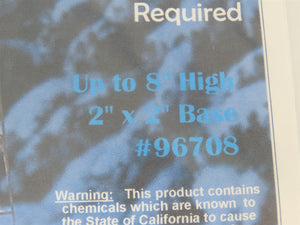 Required
Up to 8" High
2" x 2" Base
#96708
Warning: This product contains
chemicals which are known to
the State of California to cause